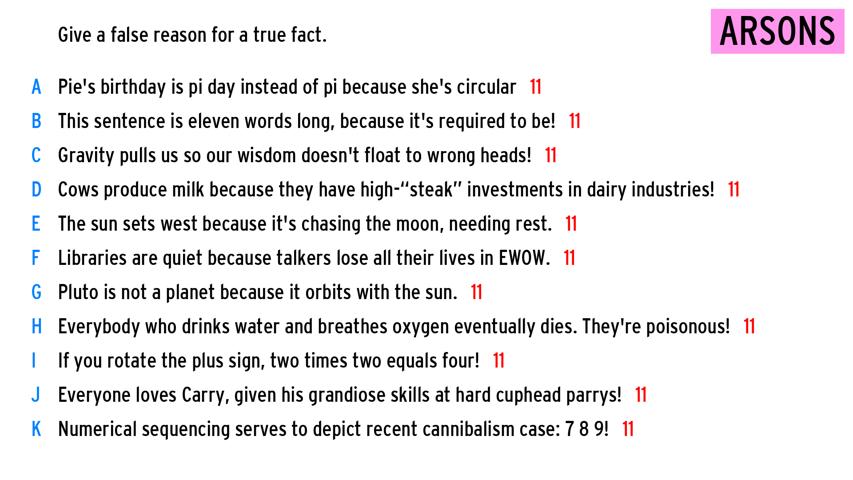 Give a false reason for a true fact.
ARSONS
A Pie's birthday is pi day instead of pi because she's circular 11
B This sentence is eleven words long, because it's required to be! 11
C Gravity pulls us so our wisdom doesn't float to wrong heads! 11
D Cows produce milk because they have high-“steak” investments in dairy industries! 11
E The sun sets west because it's chasing the moon, needing rest. 11
F Libraries are quiet because talkers lose all their lives in EWOW. 11
G Pluto is not a planet because it orbits with the sun. 11
H Everybody who drinks water and breathes oxygen eventually dies. They're poisonous! 11
I If you rotate the plus sign, two times two equals four! 11
J Everyone loves Carry, given his grandiose skills at hard cuphead parrys! 11
K Numerical sequencing serves to depict recent cannibalism case: 7 8 9! 11